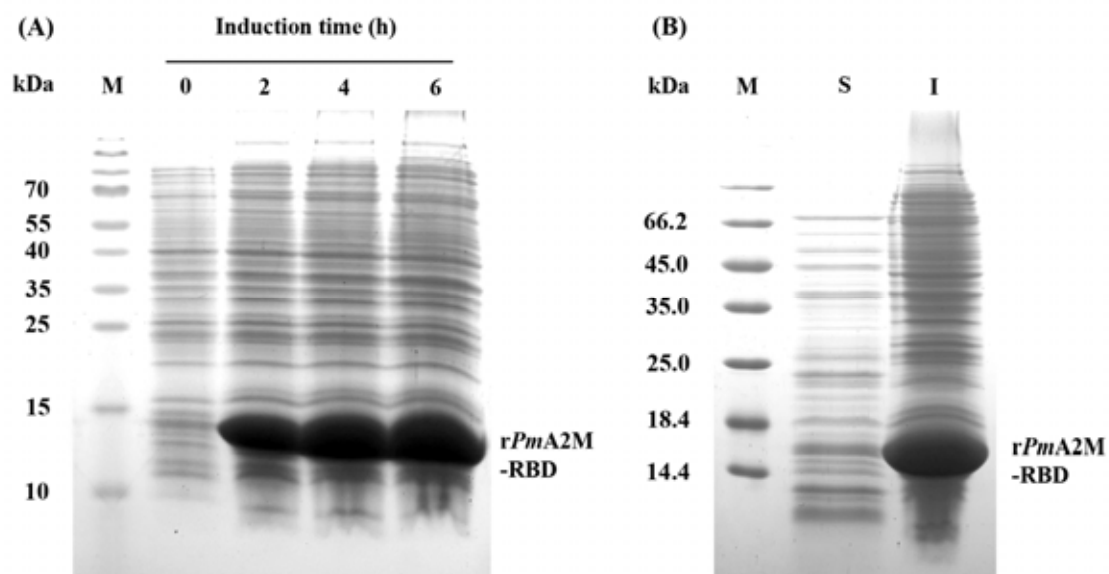 (A)
Induction time (h)
kDa M 0 2 4 6
70
55
40
35
25
15
10
rPmA2M
-RBD
(B)
kDa M S I
66.2
45.0
35.0
25.0
18.4
14.4
rPmA2M
-RBD